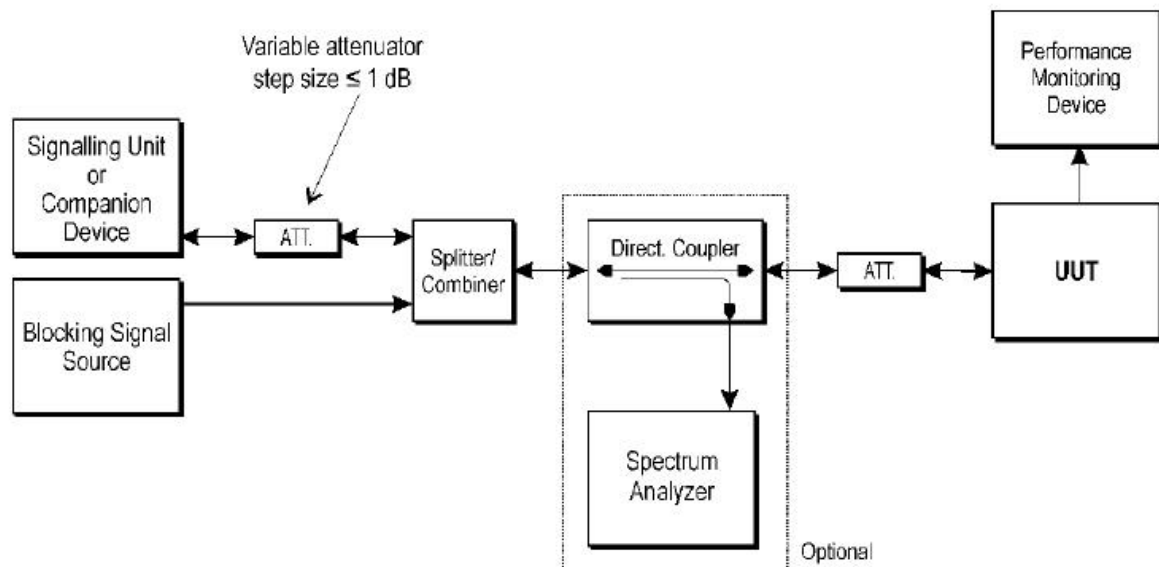 Variable attenuator
step size ≤ 1 dB
Performance
Monitoring
Device
Signalling Unit
or
Companion
Device
ATT.
Splitter/
Combiner
Direct. Coupler
ATT.
UUT
Blocking Signal
Source
Spectrum
Analyzer
Optional